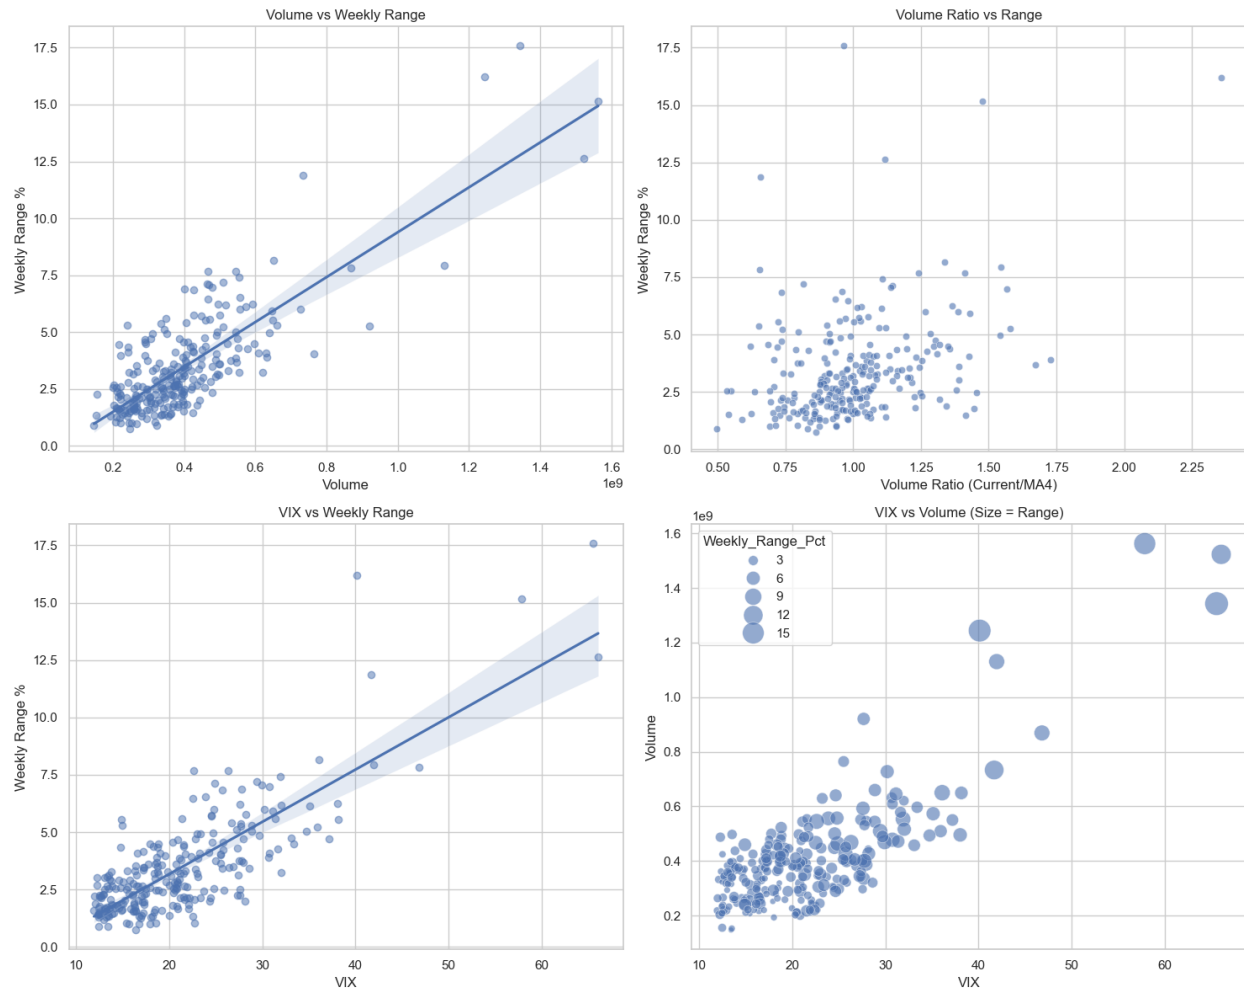 Volume vs Weekly Range
Weekly Range %
17.5
15.0
12.5
10.0
7.5
5.0
2.5
0.0
0.2 0.4 0.6 0.8 1.0 1.2 1.4 1.6
1e9
Volume
Volume Ratio vs Range
Weekly Range %
17.5
15.0
12.5
10.0
7.5
5.0
2.5
0.0
0.50 0.75 1.00 1.25 1.50 1.75 2.00 2.25
Volume Ratio (Current/MA4)
VIX vs Weekly Range
Weekly Range %
17.5
15.0
12.5
10.0
7.5
5.0
2.5
0.0
10 20 30 40 50 60
VIX
VIX vs Volume (Size = Range)
1e9
Volume
1.6
1.4
1.2
1.0
0.8
0.6
0.4
0.2
Weekly_Range_Pct
3
6
9
12
15
10 20 30 40 50 60
VIX